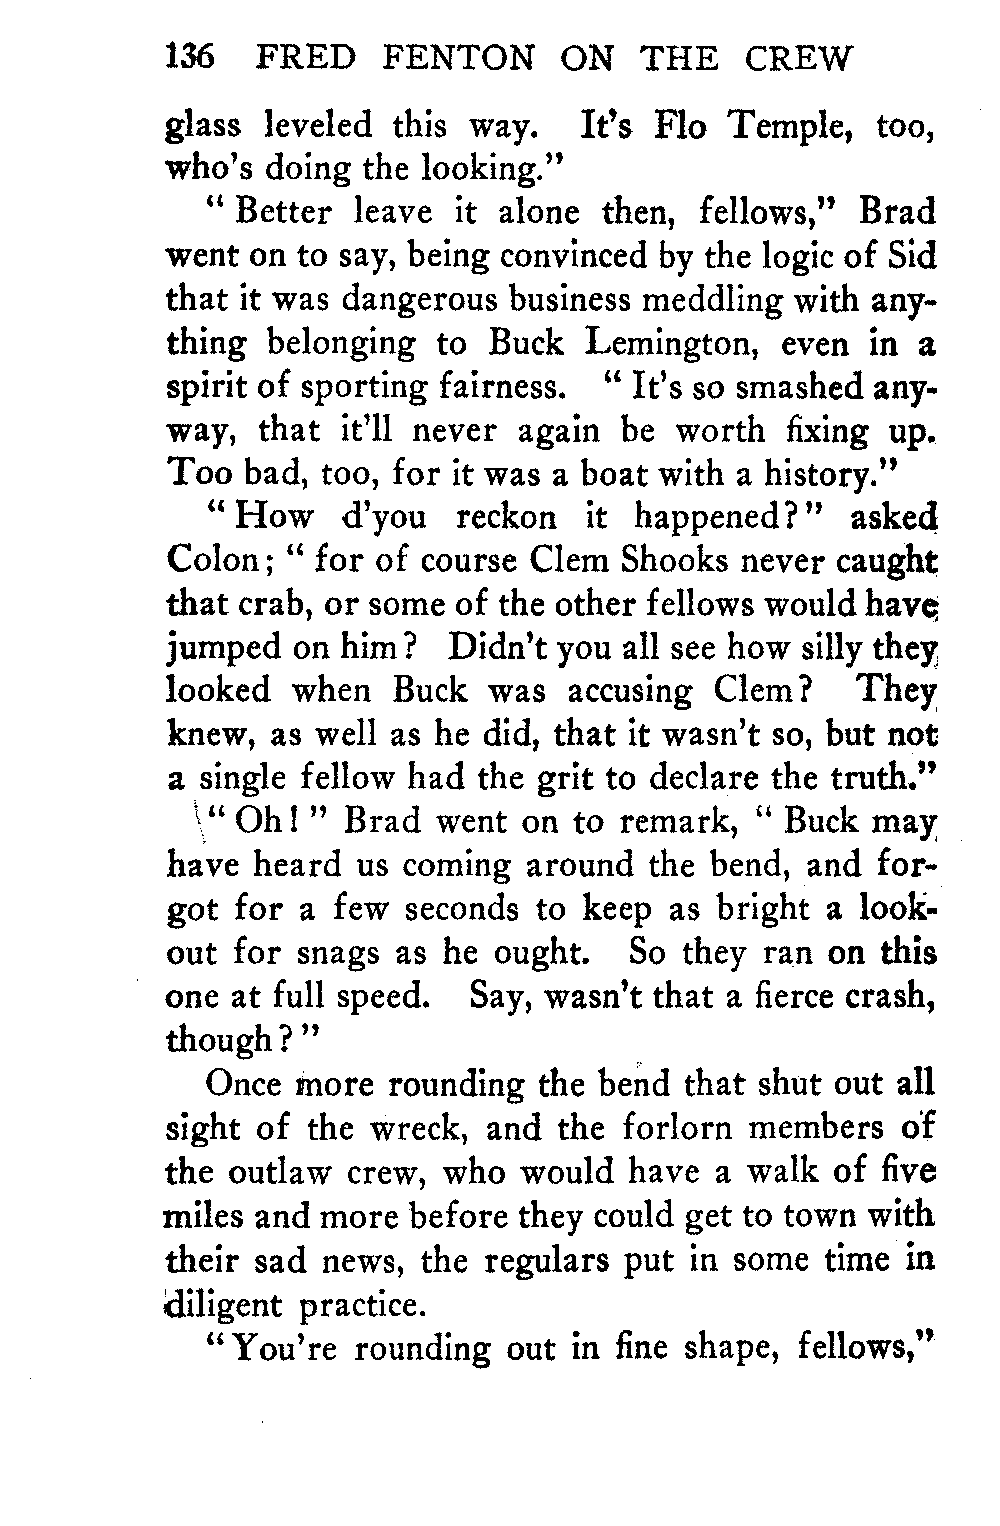 136 FRED FENTON ON THE CREW
glass leveled this way. It's Flo Temple, too,
who's doing the looking."
" Better leave it alone then, fellows," Brad
went on to say, being convinced by the logic of Sid
that it was dangerous business meddling with any-
thing belonging to Buck Lemington, even in a
spirit of sporting fairness. " It's so smashed any-
way, that it'll never again be worth fixing up.
Too bad, too, for it was a boat with a history."
" How d'you reckon it happened? " asked
Colon; " for of course Clem Shooks never caught
that crab, or some of the other fellows would have
jumped on him? Didn't you all see how silly they
looked when Buck was accusing Clem? They
knew, as well as he did, that it wasn't so, but not
a single fellow had the grit to declare the truth."
" Oh! " Brad went on to remark, " Buck may
have heard us coming around the bend, and for-
got for a few seconds to keep as bright a look-
out for snags as he ought. So they ran on this
one at full speed. Say, wasn't that a fierce crash,
though? "
Once more rounding the bend that shut out all
sight of the wreck, and the forlorn members of
the outlaw crew, who would have a walk of five
miles and more before they could get to town with
their sad news, the regulars put in some time in
diligent practice.
" You're rounding out in fine shape, fellows,"